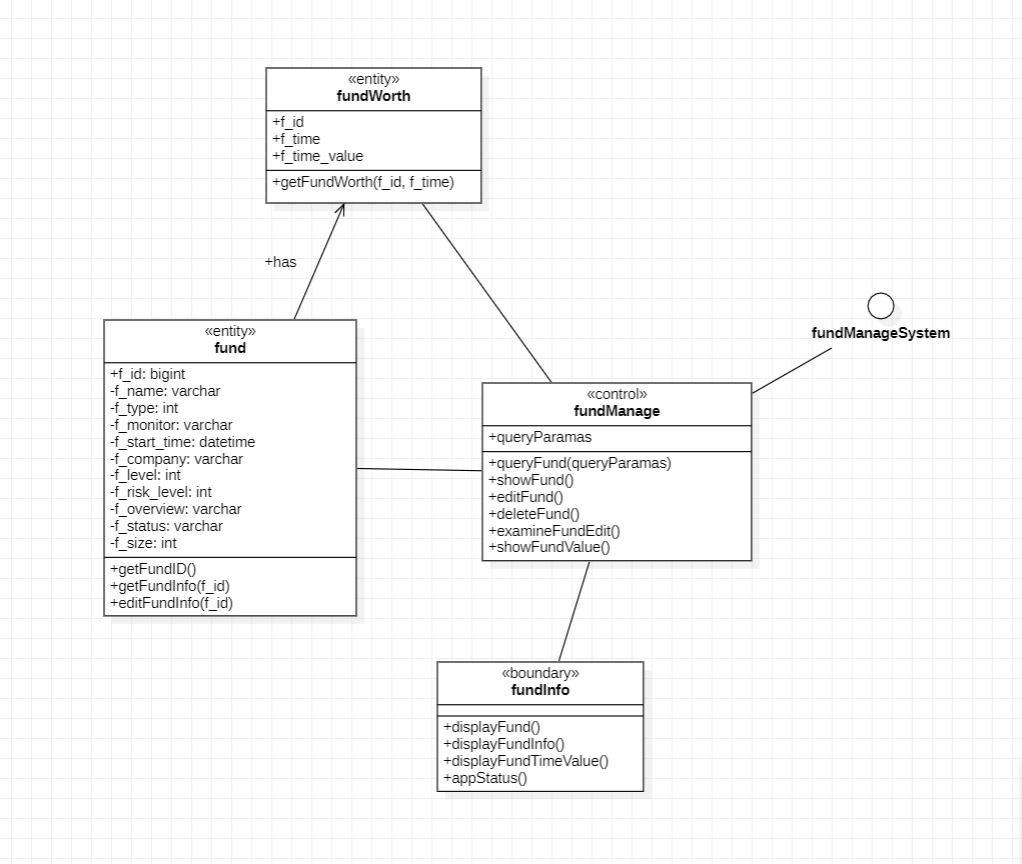 «entity»
fundWorth
+f_id
+f_time
+f_time_value
+getFundWorth(f_id, f_time)
+has
«entity»
fund
+f_id: bigint
-f_name: varchar
-f_type: int
-f_monitor: varchar
-f_start_time: datetime
-f_company: varchar
-f_level: int
-f_risk_level: int
-f_overview: varchar
-f_status: varchar
-f_size: int
+getFundID()
+getFundInfo(f_id)
+editFundInfo(f_id)
fundManageSystem
«control»
fundManage
+queryParamas
+queryFund(queryParamas)
+showFund()
+editFund()
+deleteFund()
+examineFundEdit()
+showFundValue()
«boundary»
fundInfo
+displayFund()
+displayFundInfo()
+displayFundTimeValue()
+appStatus()